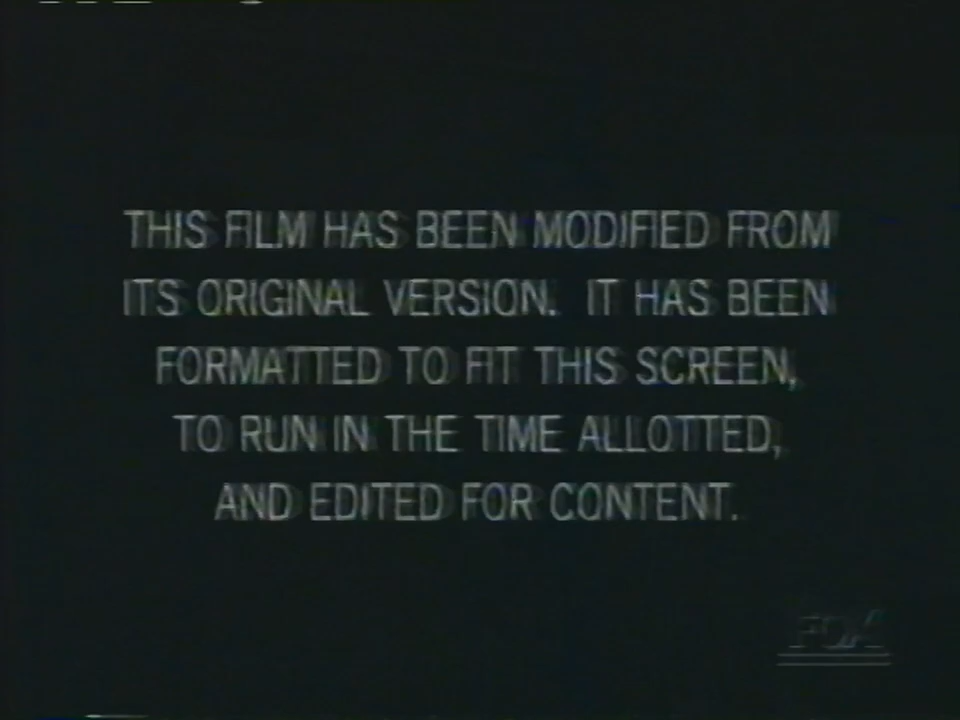 THIS FILM HAS BEEN MODIFIED FROM
ITS ORIGINAL VERSION.  IT HAS BEEN
FORMATTED TO FIT THIS SCREEN,
TO RUN IN THE TIME ALLOTTED,
AND EDITED FOR CONTENT.
FOX